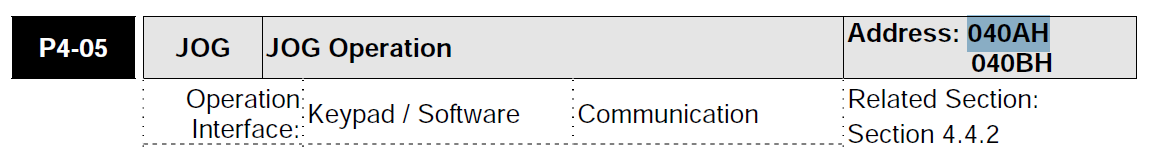 P4-05 JOG JOG Operation Address: 040AH
040BH
Operation Interface: Keypad / Software Communication Related Section:
Section 4.4.2